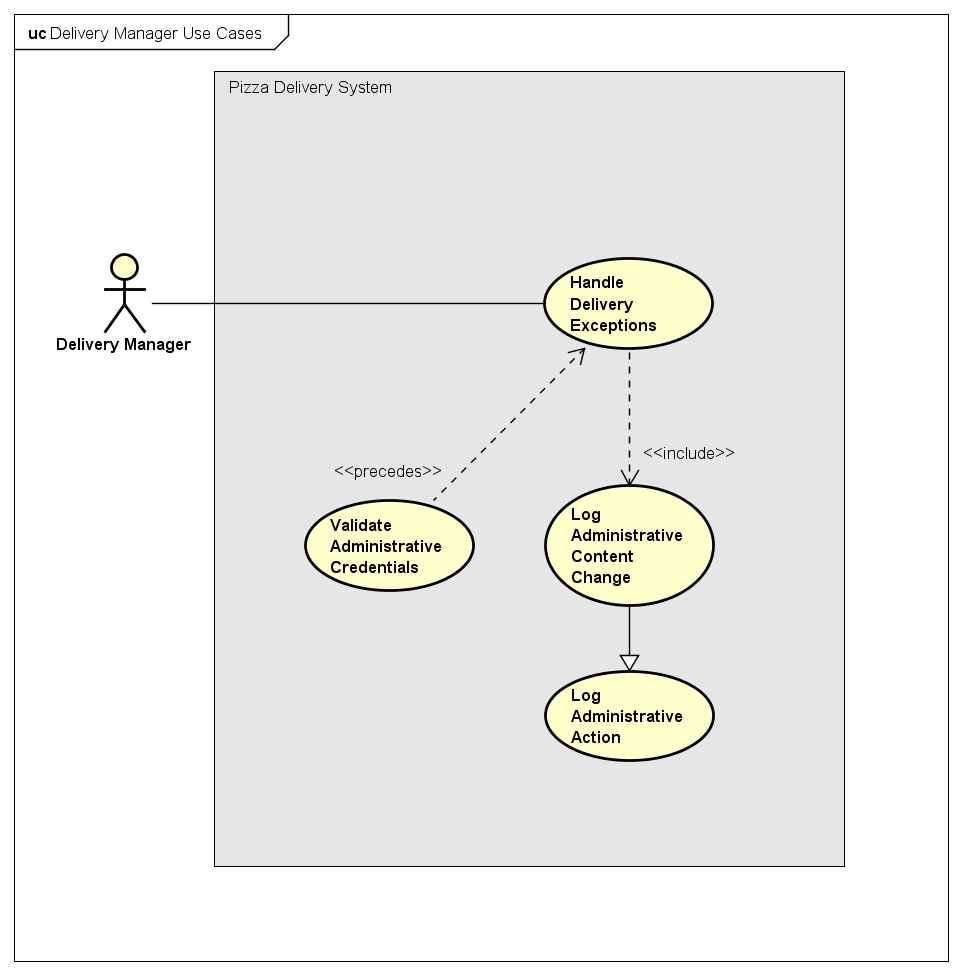 uc Delivery Manager Use Cases
Pizza Delivery System
Handle
Delivery
Exceptions
Delivery Manager
<<include>>
<<precedes>>
Validate
Administrative
Credentials
Log
Administrative
Content
Change
Log
Administrative
Action